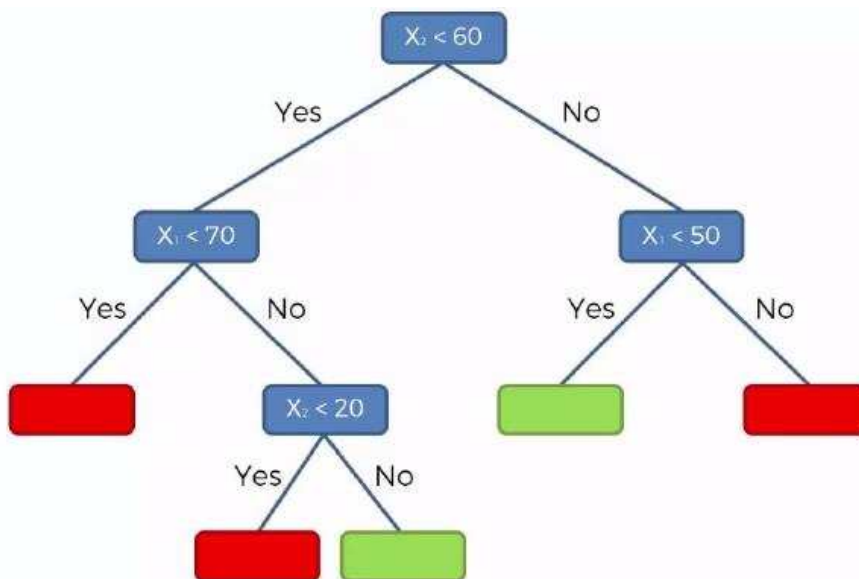 X₂ < 60
Yes
No
X₁ < 70
X₁ < 50
Yes
No
Yes
No
X₂ < 20
Yes
No